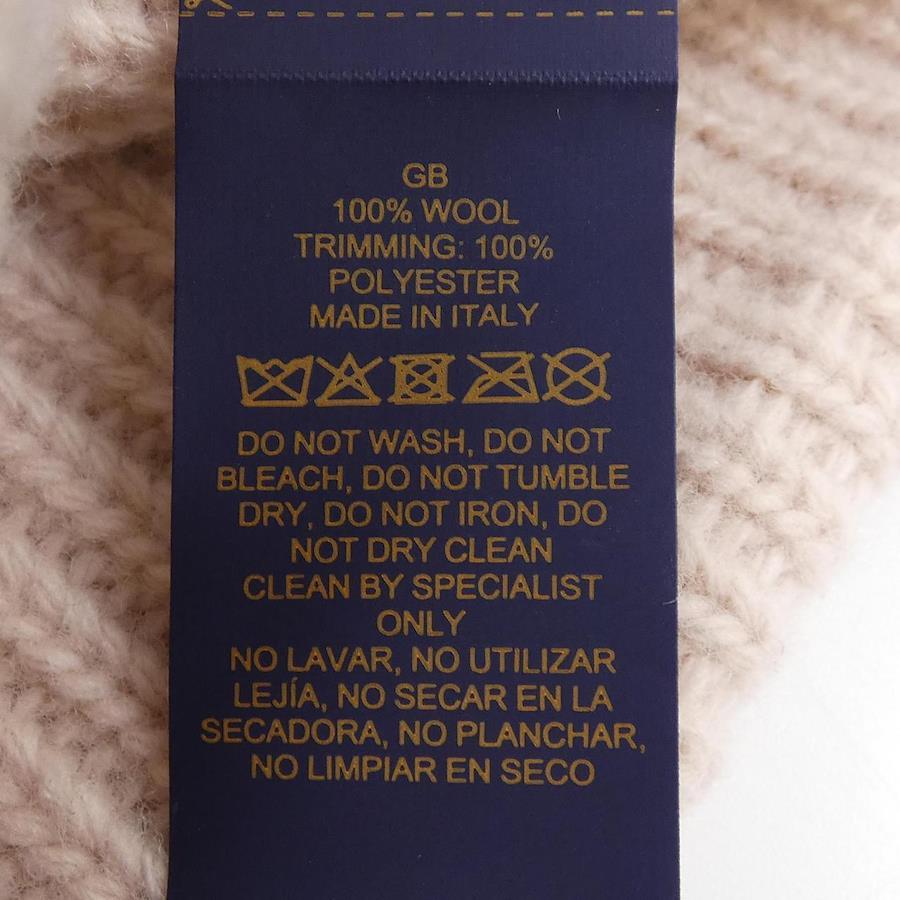 GB
100% WOOL
TRIMMING: 100%
POLYESTER
MADE IN ITALY
DO NOT WASH, DO NOT
BLEACH, DO NOT TUMBLE
DRY, DO NOT IRON, DO
NOT DRY CLEAN
CLEAN BY SPECIALIST
ONLY
NO LAVAR, NO UTILIZAR
LEJÍA, NO SECAR EN LA
SECADORA, NO PLANCHAR,
NO LIMPIAR EN SECO